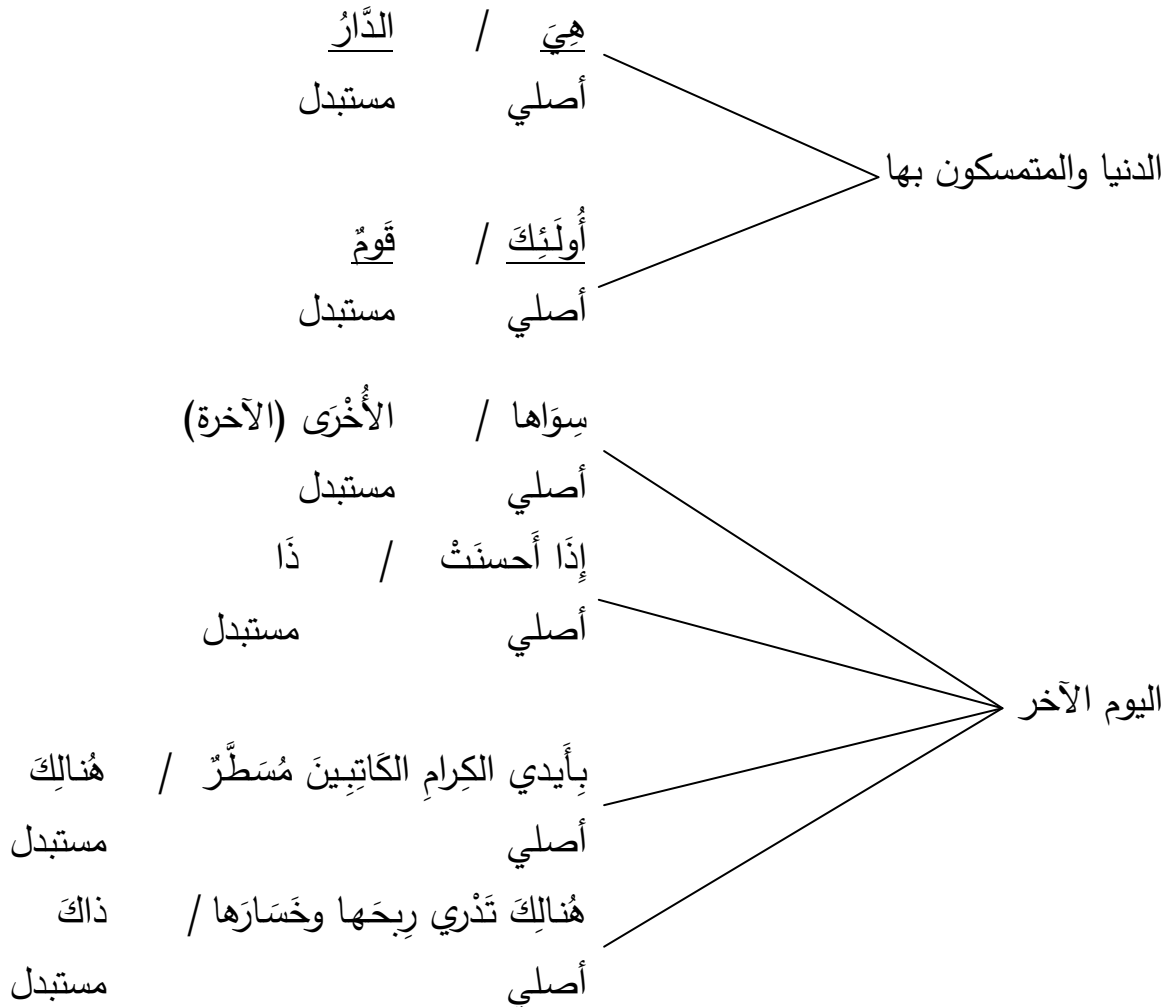 هِيَ / الدَّارُ
أصلي مستبدل
الدنيا والمتمسكون بها
أُولَئِكَ / قَومٌ
أصلي مستبدل
سِوَاها / الأُخْرَى (الآخرة)
أصلي مستبدل
إِذَا أَحسنَتْ / ذَا
أصلي مستبدل
اليوم الآخر
بِأَيدي الكِرامِ الكَاتِبِينَ مُسَطَّرٌ / هُنالِكَ
أصلي مستبدل
هُنالِكَ تَدْري رِبحَها وخَسَارَها / ذاكَ
أصلي مستبدل